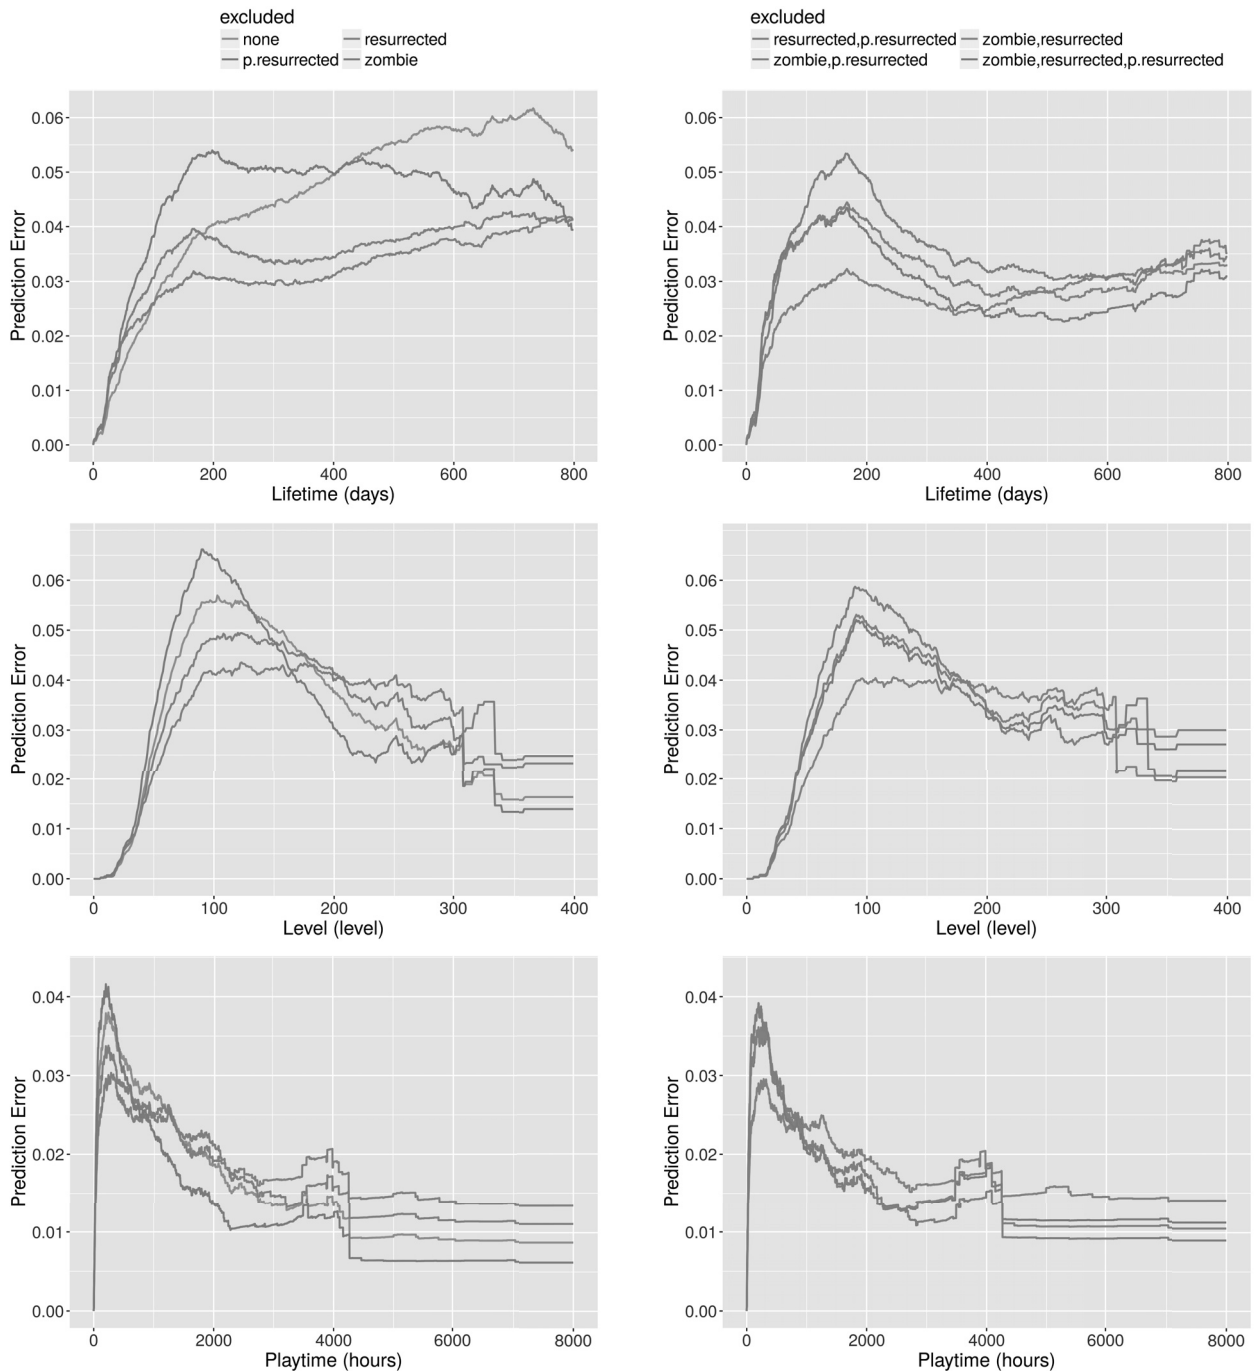 excluded
none
resurrected
p.resurrected
zombie
excluded
resurrected,p.resurrected
zombie,resurrected
zombie,p.resurrected
zombie,resurrected,p.resurrected
Prediction Error
0.06
0.05
0.04
0.03
0.02
0.01
0.00
0 200 400 600 800
Lifetime (days)
Prediction Error
0.06
0.05
0.04
0.03
0.02
0.01
0.00
0 200 400 600 800
Lifetime (days)
Prediction Error
0.06
0.05
0.04
0.03
0.02
0.01
0.00
0 100 200 300 400
Level (level)
Prediction Error
0.06
0.05
0.04
0.03
0.02
0.01
0.00
0 100 200 300 400
Level (level)
Prediction Error
0.04
0.03
0.02
0.01
0.00
0 2000 4000 6000 8000
Playtime (hours)
Prediction Error
0.04
0.03
0.02
0.01
0.00
0 2000 4000 6000 8000
Playtime (hours)